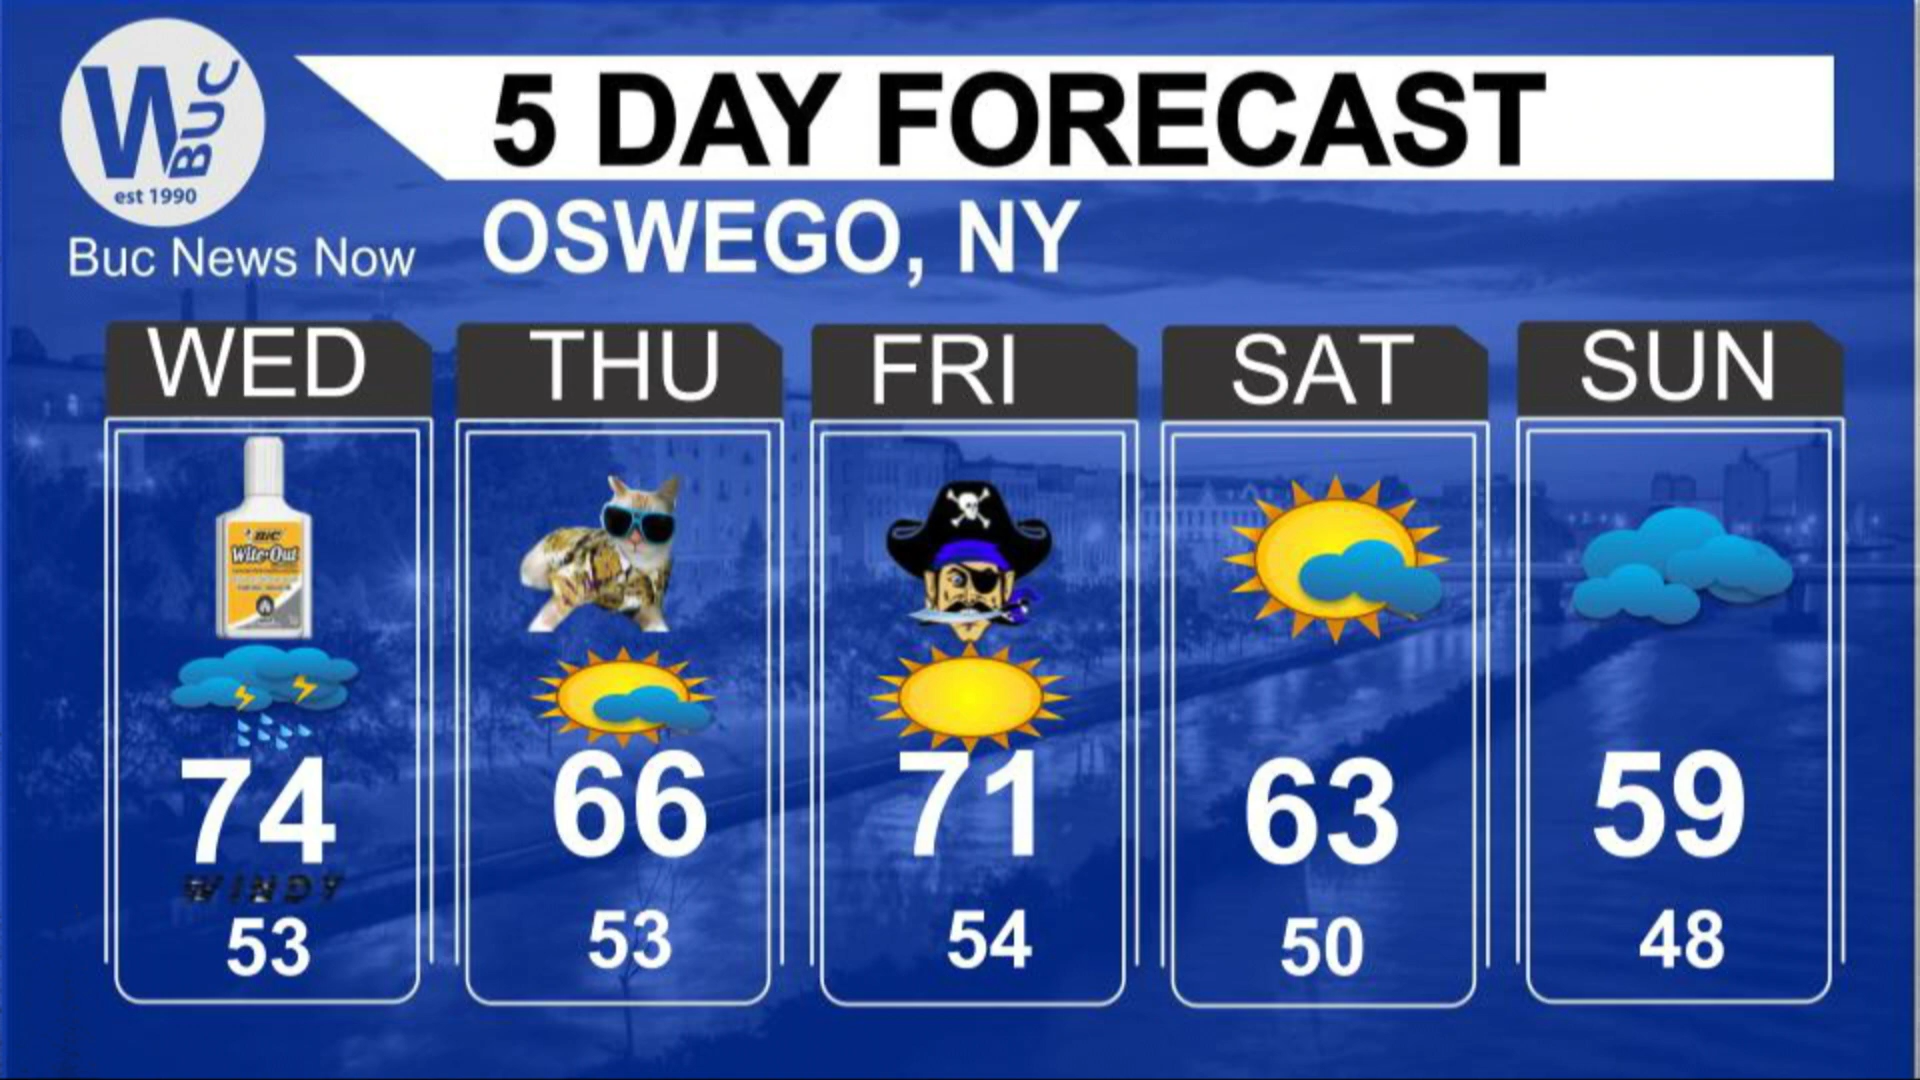 W BUC
est 1990
Buc News Now
5 DAY FORECAST
OSWEGO, NY
WED
THU
FRI
SAT
SUN
BIC
Wite-Out
74
66
71
63
59
WINDY
53
53
54
50
48